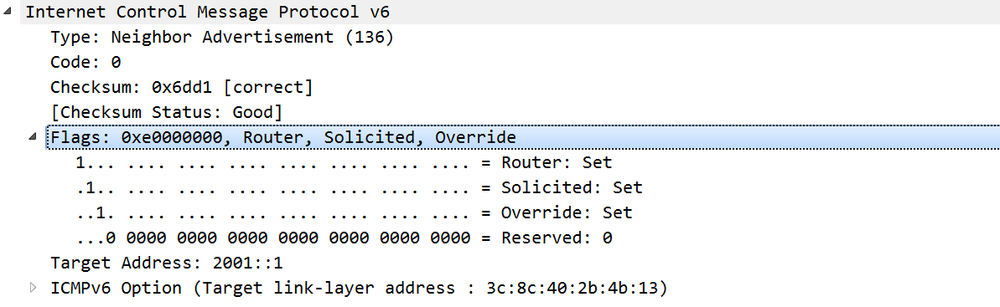 Internet Control Message Protocol v6
Type: Neighbor Advertisement (136)
Code: 0
Checksum: 0x6dd1 [correct]
[Checksum Status: Good]
Flags: 0xe0000000, Router, Solicited, Override
1... .... .... .... .... .... .... .... = Router: Set
.1.. .... .... .... .... .... .... .... = Solicited: Set
..1. .... .... .... .... .... .... .... = Override: Set
...0 0000 0000 0000 0000 0000 0000 0000 = Reserved: 0
Target Address: 2001::1
ICMPv6 Option (Target link-layer address : 3c:8c:40:2b:4b:13)